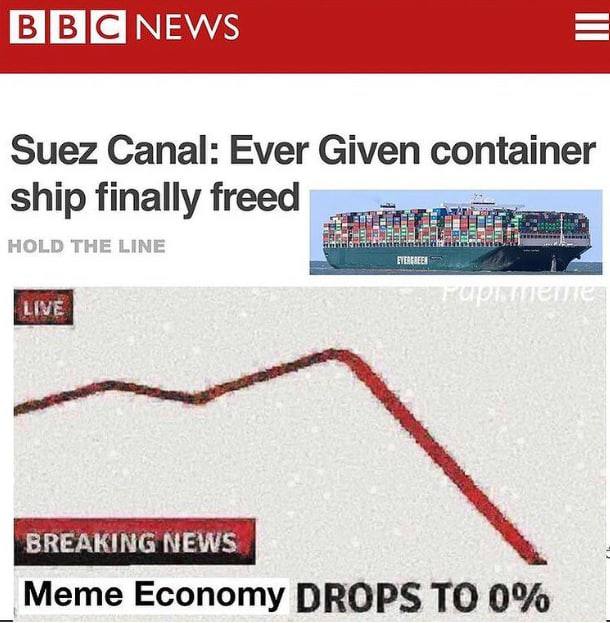 BBC NEWS
Suez Canal: Ever Given container
ship finally freed
HOLD THE LINE
EVERGREEN
Papi.meme
LIVE
BREAKING NEWS
Meme Economy DROPS TO 0%